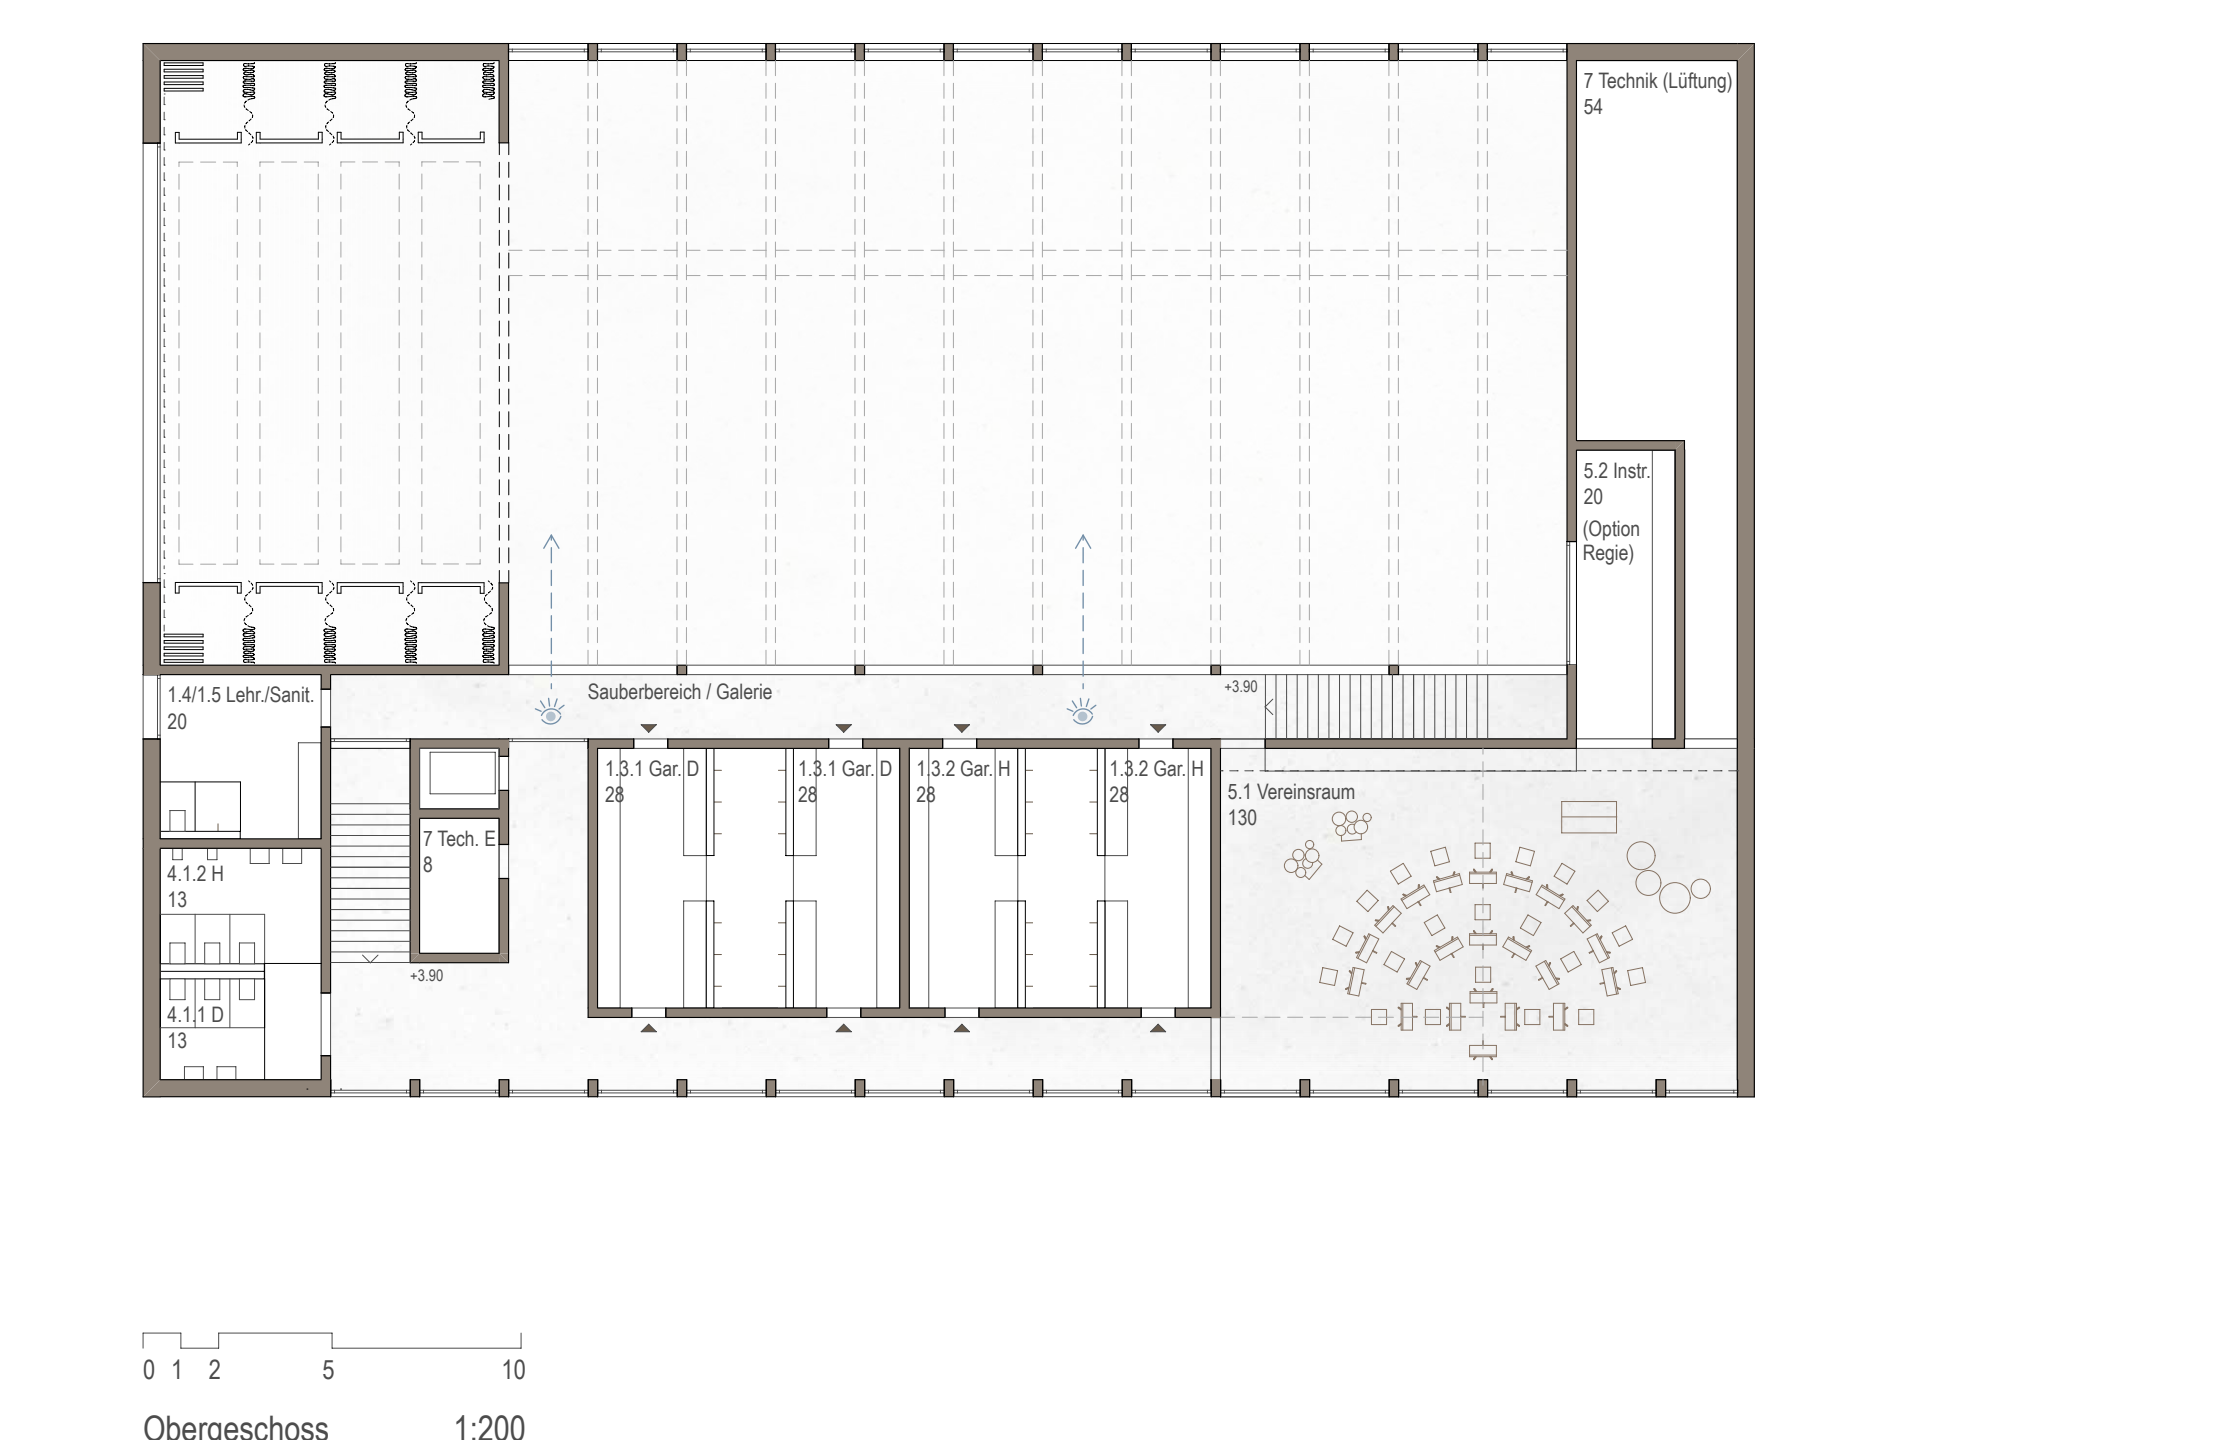 7 Technik (Lüftung)
54
5.2 Instr.
20
(Option
Regie)
Sauberbereich / Galerie
+3.90
1.4/1.5 Lehr./Sanit.
20
1.3.1 Gar. D
28
1.3.1 Gar. D
28
1.3.2 Gar. H
28
1.3.2 Gar. H
28
5.1 Vereinsraum
130
7 Tech. E
8
4.1.2 H
13
+3.90
4.1.1 D
13
0 1 2 5 10
Obergeschoss 1:200